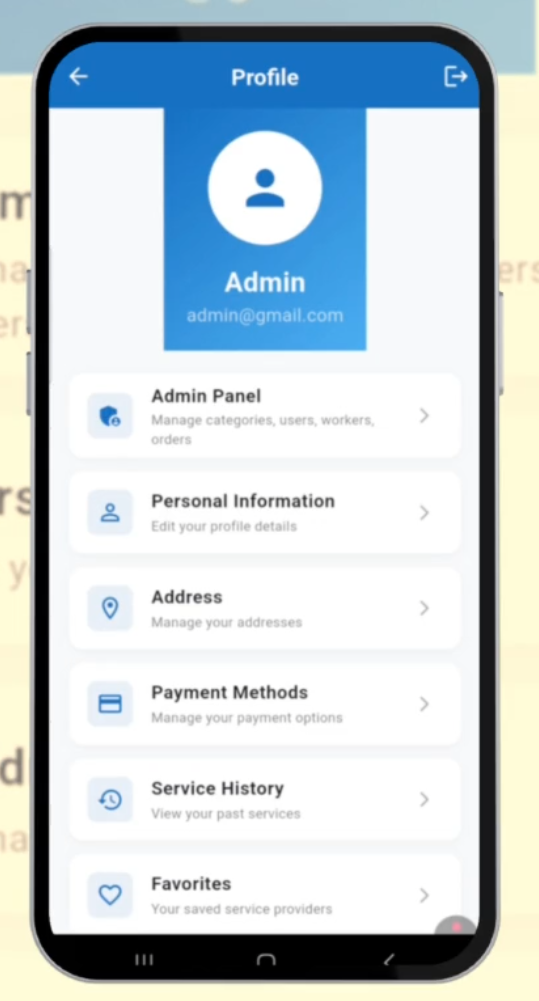 Profile
Admin
admin@gmail.com
Admin Panel
Manage categories, users, workers,
orders
Personal Information
Edit your profile details
Address
Manage your addresses
Payment Methods
Manage your payment options
Service History
View your past services
Favorites
Your saved service providers